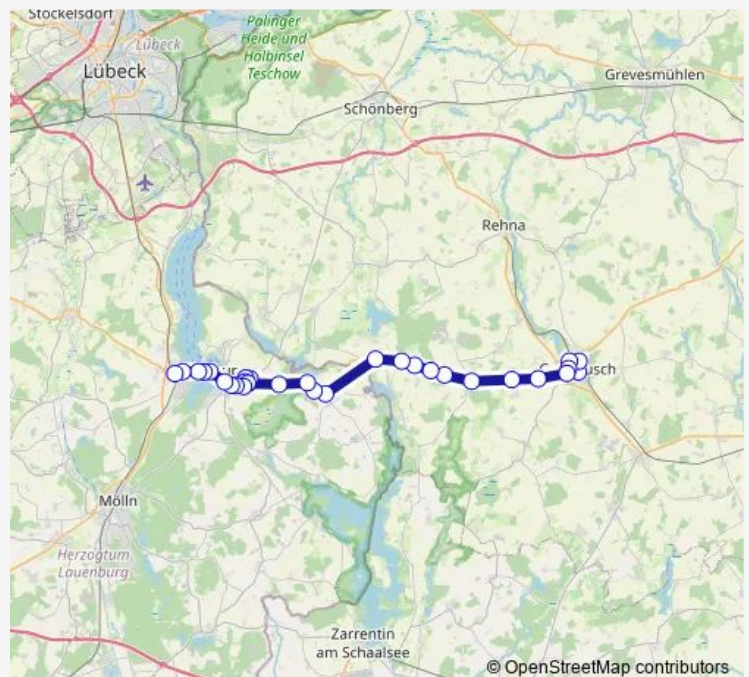 Stockelsdorf
Lübeck
Lübeck
Palinger
Heide und
Halbinsel
Teschow
Grevesmühlen
Schönberg
Rehna
Mölln
Herzogtum
Lauenburg
Zarrentin
am Schaalsee
© OpenStreetMap contributors